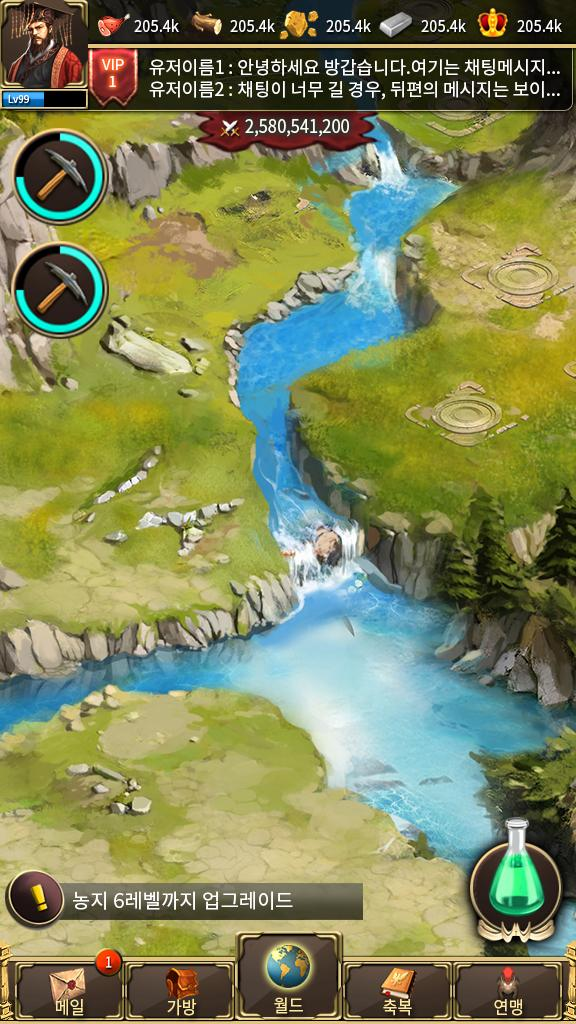 205.4k 205.4k 205.4k 205.4k 205.4k
VIP
1
유저이름1 : 안녕하세요 방갑습니다.여기는 채팅메시지...
유저이름2 : 채팅이 너무 길 경우, 뒤편의 메시지는 보이...
Lv99
2,580,541,200
농지 6레벨까지 업그레이드
1
메일 가방 월드 축복 연맹